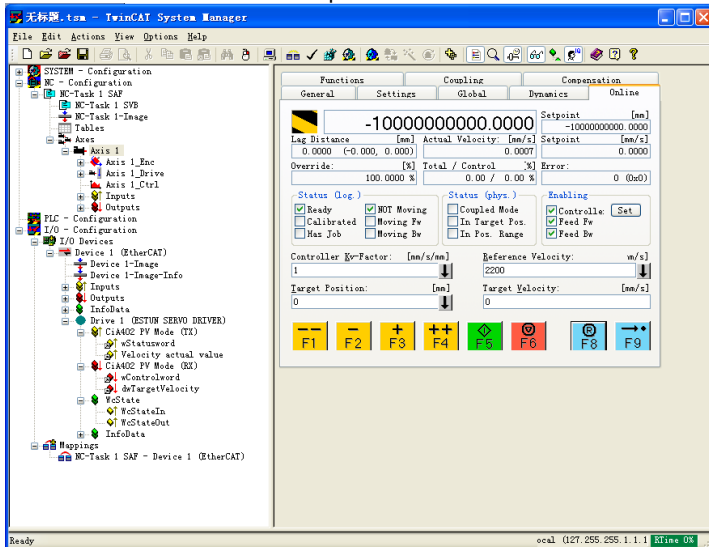 无标题.tsm - TwinCAT System Manager
File Edit Actions View Options Help
SYSTEM - Configuration
NC - Configuration
NC-Task 1 SAF
NC-Task 1 SVB
NC-Task 1-Image
Tables
Axes
Axis 1
Axis 1_Enc
Axis 1_Drive
Axis 1_Ctrl
Inputs
Outputs
PLC - Configuration
I/O - Configuration
I/O Devices
Device 1 (EtherCAT)
Device 1-Image
Device 1-Image-Info
Inputs
Outputs
InfoData
Drive 1 (ESTUN SERVO DRIVER)
CiA402 PV Mode (TX)
wStatusword
Velocity actual value
CiA402 PV Mode (RX)
wControlword
dwTargetVelocity
WcState
WcStateIn
WcStateOut
InfoData
Mappings
NC-Task 1 SAF - Device 1 (EtherCAT)
Functions Coupling Compensation
General Settings Global Dynamics Online
-10000000000.0000
Setpoint [mm]
-10000000000.0000
Lag Distance [mm] Actual Velocity: [mm/s] Setpoint [mm/s]
0.0000 (-0.000, 0.000) 0.0007 0.0000
Override: [%] Total / Control [%] Error:
100.0000 % 0.00 / 0.00 % 0 (0x0)
Status (log.) Status (phys.) Enabling
Ready NOT Moving Coupled Mode Controlle: Set
Calibrated Moving Fw In Target Pos. Feed Fw
Has Job Moving Bw In Pos. Range Feed Bw
Controller Kv-Factor: [mm/s/mm] Reference Velocity: m/s]
1 2200
Target Position: [mm] Target Velocity: [mm/s]
0 0
-- - + ++ R
F1 F2 F3 F4 F5 F6 F8 F9
Ready ocal (127.255.255.1.1.1 RTime 0%